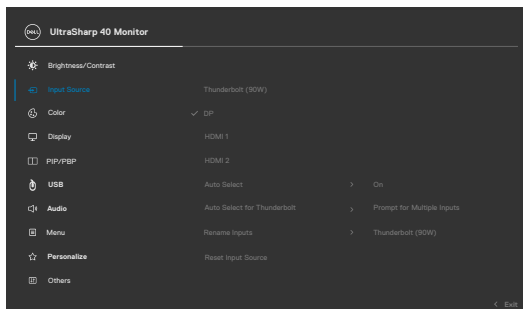 DELL UltraSharp 40 Monitor
Brightness/Contrast
Input Source Thunderbolt (90W)
Color DP
Display HDMI 1
PIP/PBP HDMI 2
USB Auto Select > On
Audio Auto Select for Thunderbolt > Prompt for Multiple Inputs
Menu Rename Inputs > Thunderbolt (90W)
Personalize Reset Input Source
Others
< Exit